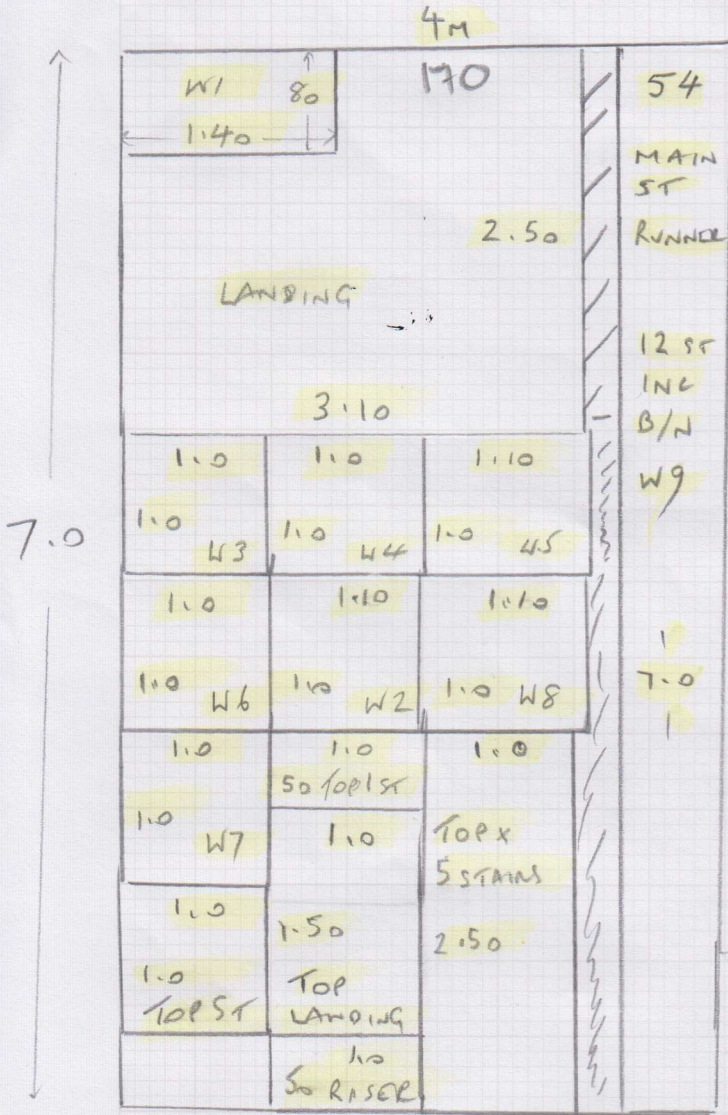 4M
W1 80
1.40
170
54
MAIN
ST
RUNNER
2.50
LANDING
12 ST
INC
B/N
W9
3.10
7.0
1.0 1.0 1.10
1.0 W3 1.0 W4 1.0 W5
1.0 1.10 1.10
1.0 W6 1.0 W2 1.0 W8
7.0
1.0 1.0 1.0
50 TOP 1ST
1.0 W7
1.0
TOP X
5 STAIRS
2.50
1.0
1.0
TOP ST
1.50
TOP
LANDING
1.0
50 RISER